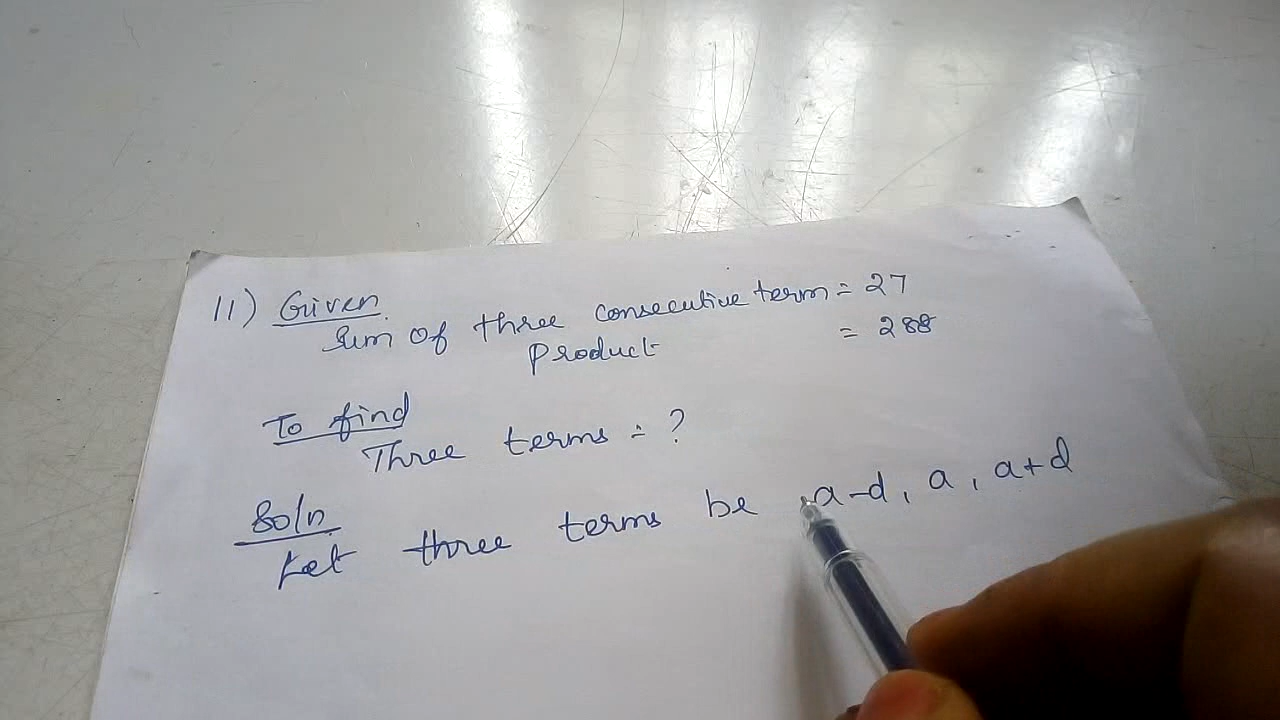 11) Given
Sum of three consecutive term = 27
Product = 288
To find
Three terms = ?
Soln
Let three terms be a-d, a, a+d